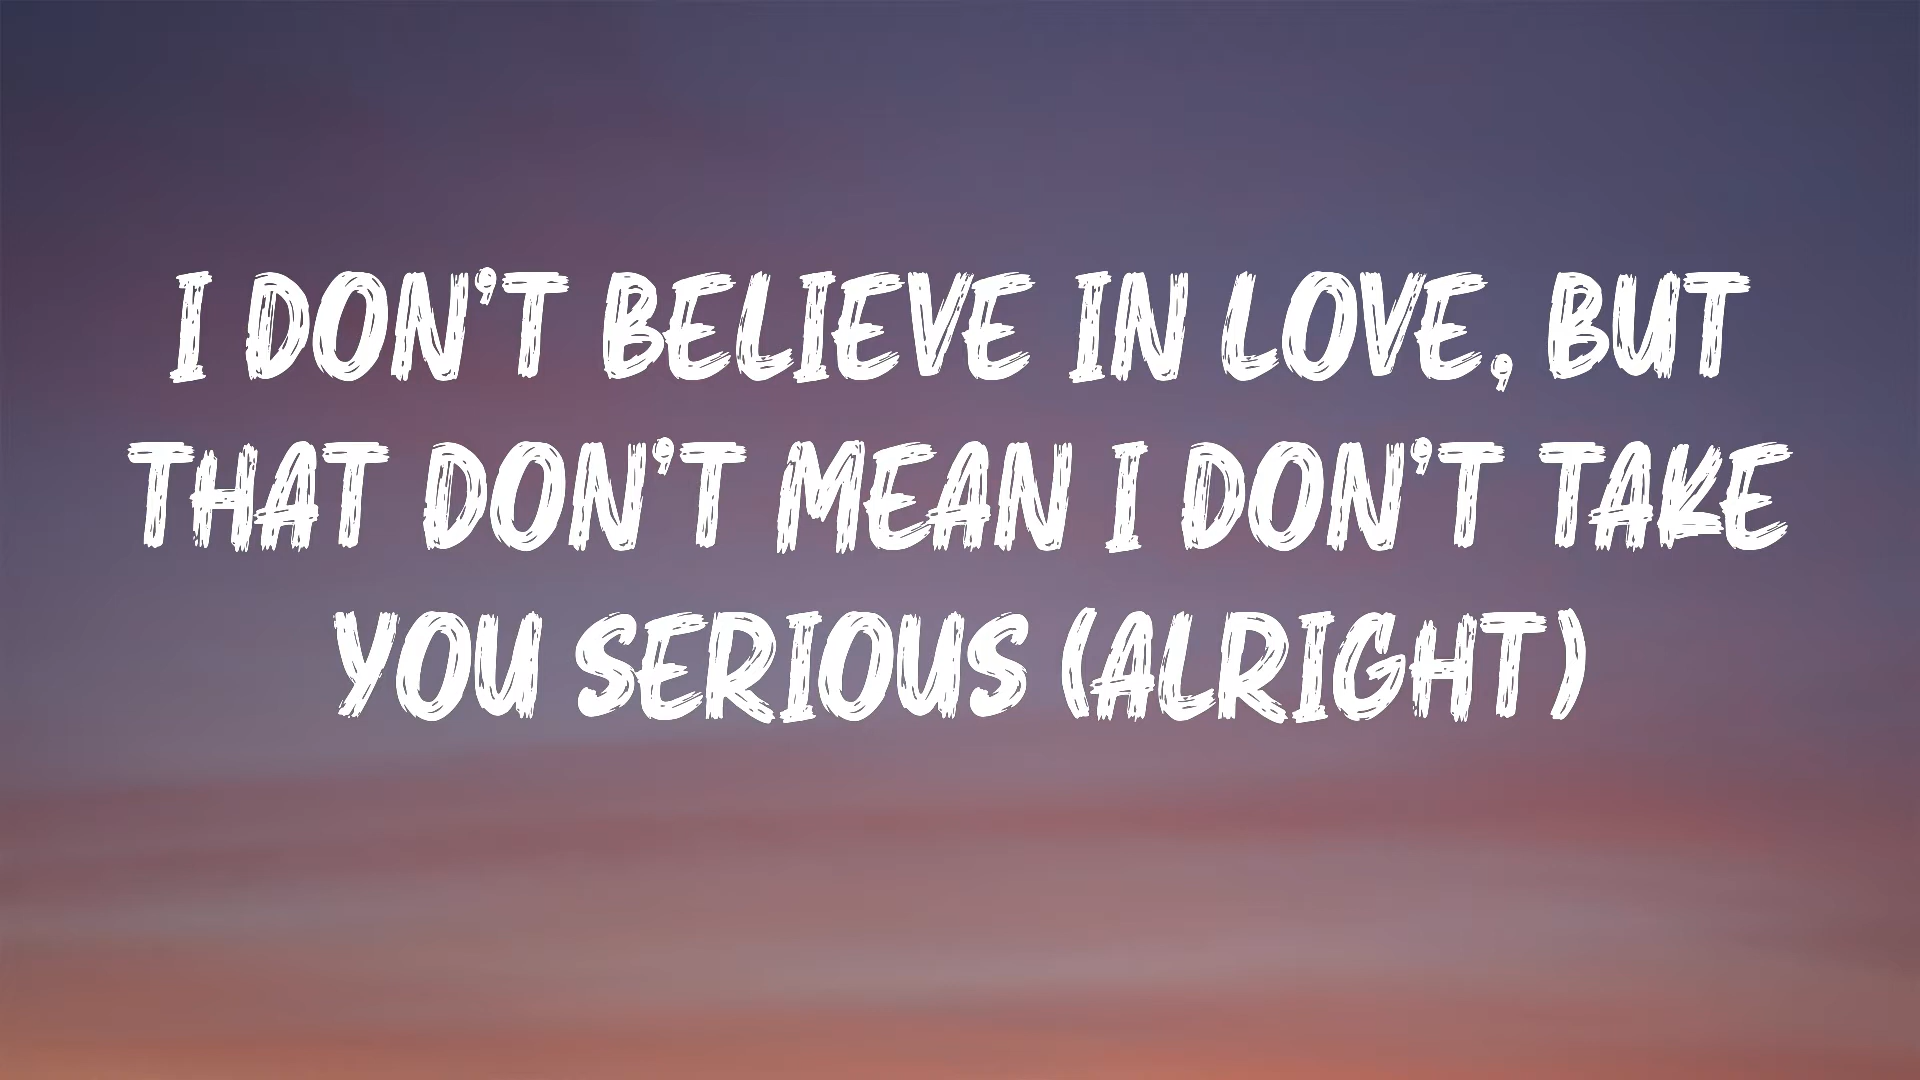 I DON'T BELIEVE IN LOVE, BUT
THAT DON'T MEAN I DON'T TAKE
YOU SERIOUS (ALRIGHT)